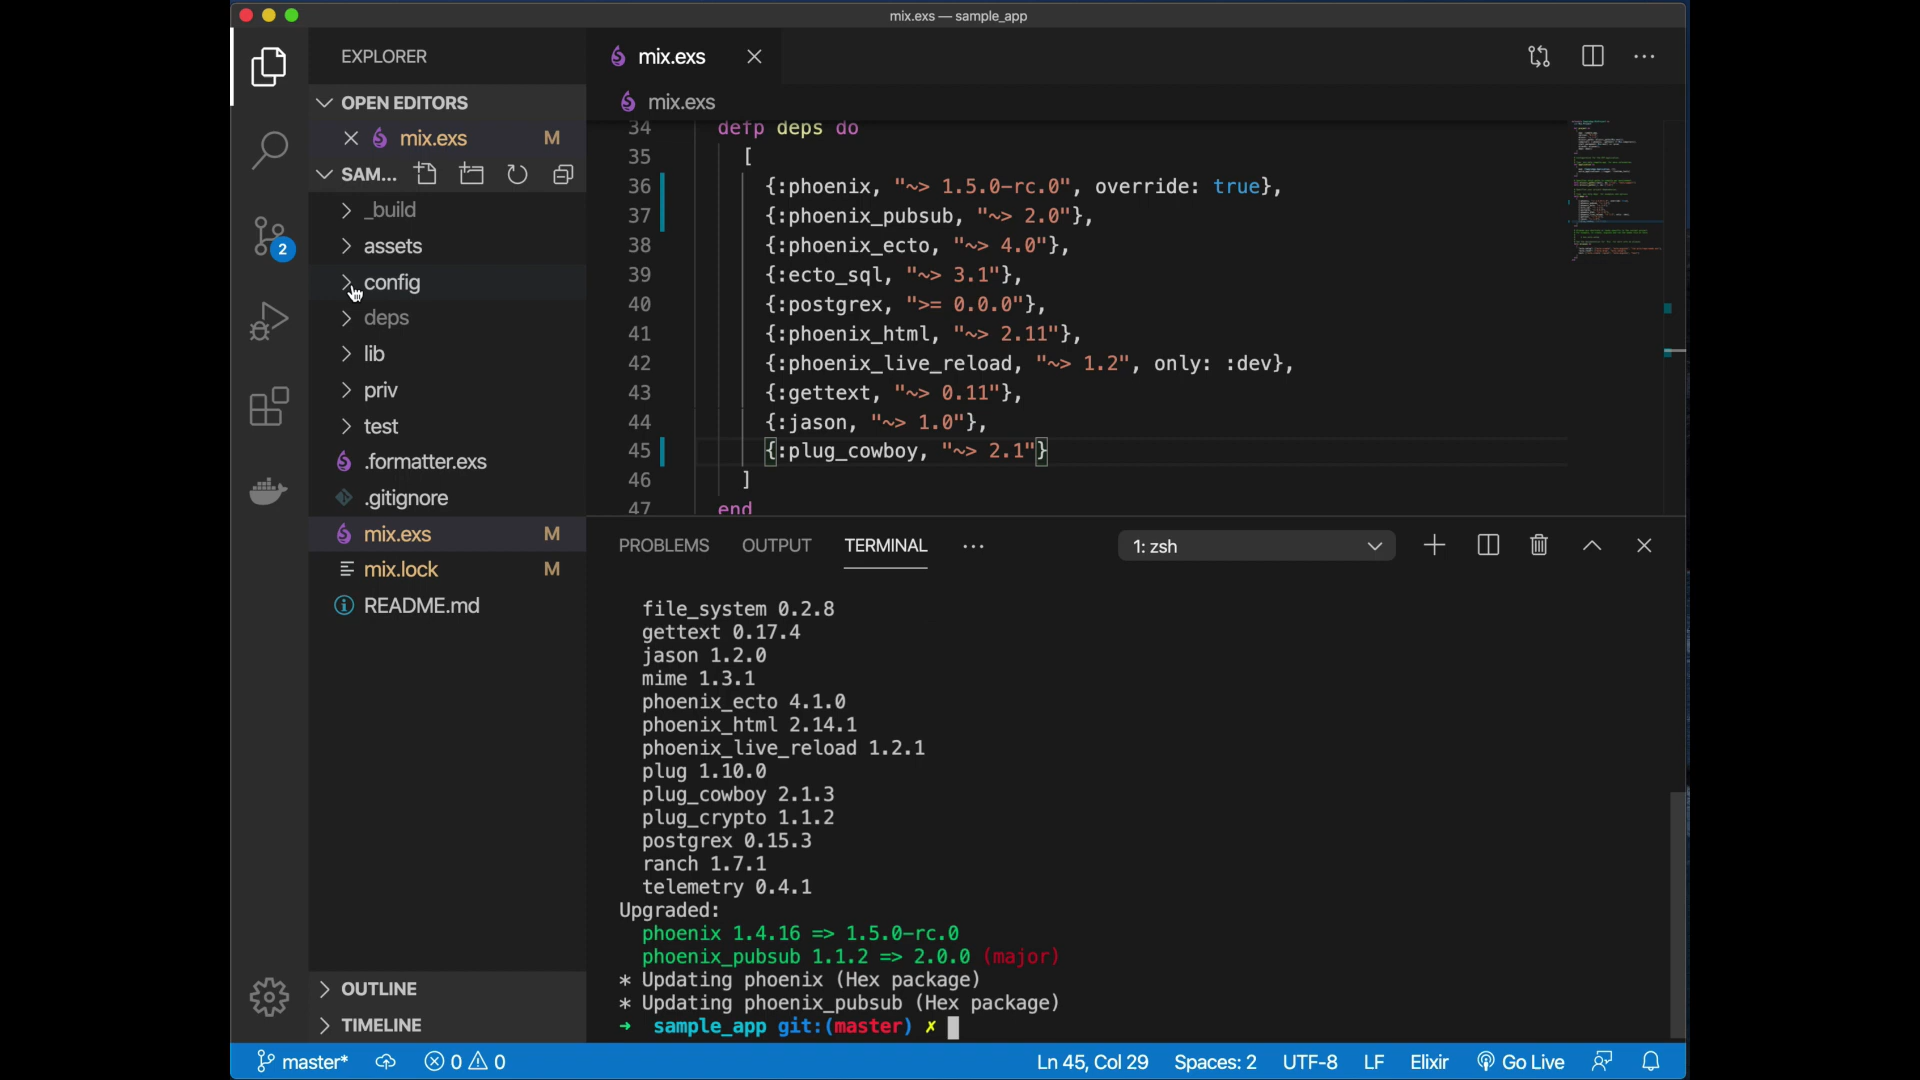 mix.exs — sample_app
EXPLORER
mix.exs
OPEN EDITORS
mix.exs
mix.exs M
SAM...
_build
assets
config
deps
lib
priv
test
.formatter.exs
.gitignore
mix.exs M
mix.lock M
README.md
OUTLINE
TIMELINE
2
34 defp deps do
35 [
36 {:phoenix, "~> 1.5.0-rc.0", override: true},
37 {:phoenix_pubsub, "~> 2.0"},
38 {:phoenix_ecto, "~> 4.0"},
39 {:ecto_sql, "~> 3.1"},
40 {:postgrex, ">= 0.0.0"},
41 {:phoenix_html, "~> 2.11"},
42 {:phoenix_live_reload, "~> 1.2", only: :dev},
43 {:gettext, "~> 0.11"},
44 {:jason, "~> 1.0"},
45 {:plug_cowboy, "~> 2.1"}
46 ]
47 end
PROBLEMS OUTPUT TERMINAL ... 1: zsh
file_system 0.2.8
gettext 0.17.4
jason 1.2.0
mime 1.3.1
phoenix_ecto 4.1.0
phoenix_html 2.14.1
phoenix_live_reload 1.2.1
plug 1.10.0
plug_cowboy 2.1.3
plug_crypto 1.1.2
postgrex 0.15.3
ranch 1.7.1
telemetry 0.4.1
Upgraded:
phoenix 1.4.16 => 1.5.0-rc.0
phoenix_pubsub 1.1.2 => 2.0.0 (major)
* Updating phoenix (Hex package)
* Updating phoenix_pubsub (Hex package)
➜ sample_app git:(master) ✗
master* 0 0 Ln 45, Col 29 Spaces: 2 UTF-8 LF Elixir Go Live